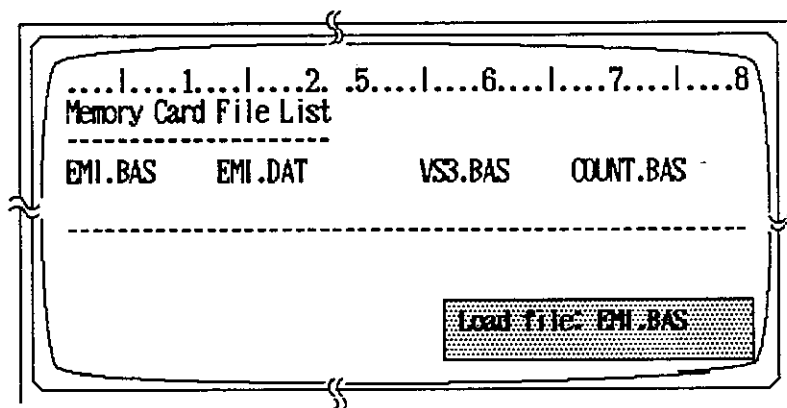 ....|....1....|....2. .5....|....6....|....7....|....8
Memory Card File List
---------------------
EMI.BAS EMI.DAT VS3.BAS COUNT.BAS
------------------------------------------------------
Load file: EMI.BAS